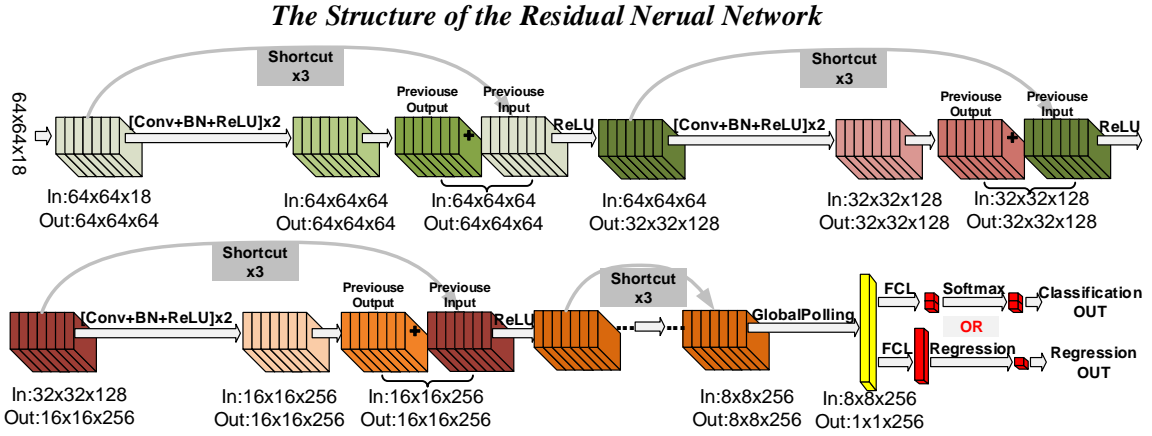 The Structure of the Residual Nerual Network
Shortcut
x3
Shortcut
x3
64x64x18
[Conv+BN+ReLU]x2
Previouse
Output
+
Previouse
Input
ReLU
[Conv+BN+ReLU]x2
Previouse
Output
+
Previouse
Input
ReLU
In:64x64x18
Out:64x64x64
In:64x64x64
Out:64x64x64
In:64x64x64
Out:64x64x64
In:64x64x64
Out:32x32x128
In:32x32x128
Out:32x32x128
In:32x32x128
Out:32x32x128
Shortcut
x3
Shortcut
x3
[Conv+BN+ReLU]x2
Previouse
Output
+
Previouse
Input
ReLU
GlobalPolling
FCL
Softmax
Classification
OUT
OR
FCL
Regression
Regression
OUT
In:32x32x128
Out:16x16x256
In:16x16x256
Out:16x16x256
In:16x16x256
Out:16x16x256
In:8x8x256
Out:8x8x256
In:8x8x256
Out:1x1x256